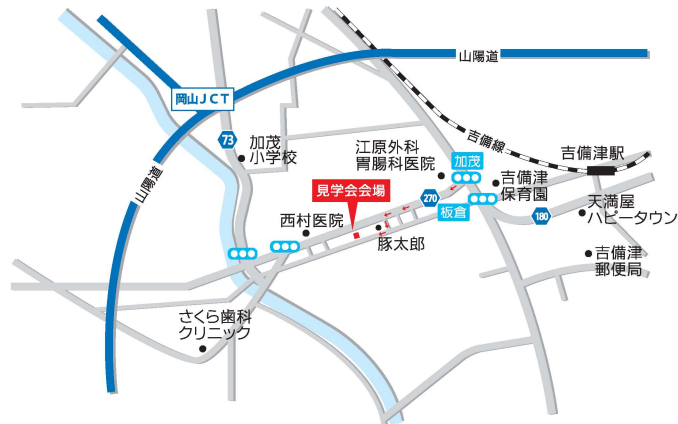 山陽道
岡山JCT
73
加茂
小学校
江原外科
胃腸科医院
吉備線
加茂
吉備津駅
山陽道
見学会会場
270
吉備津
保育園
板倉
180
天満屋
ハピータウン
西村医院
豚太郎
吉備津
郵便局
さくら歯科
クリニック